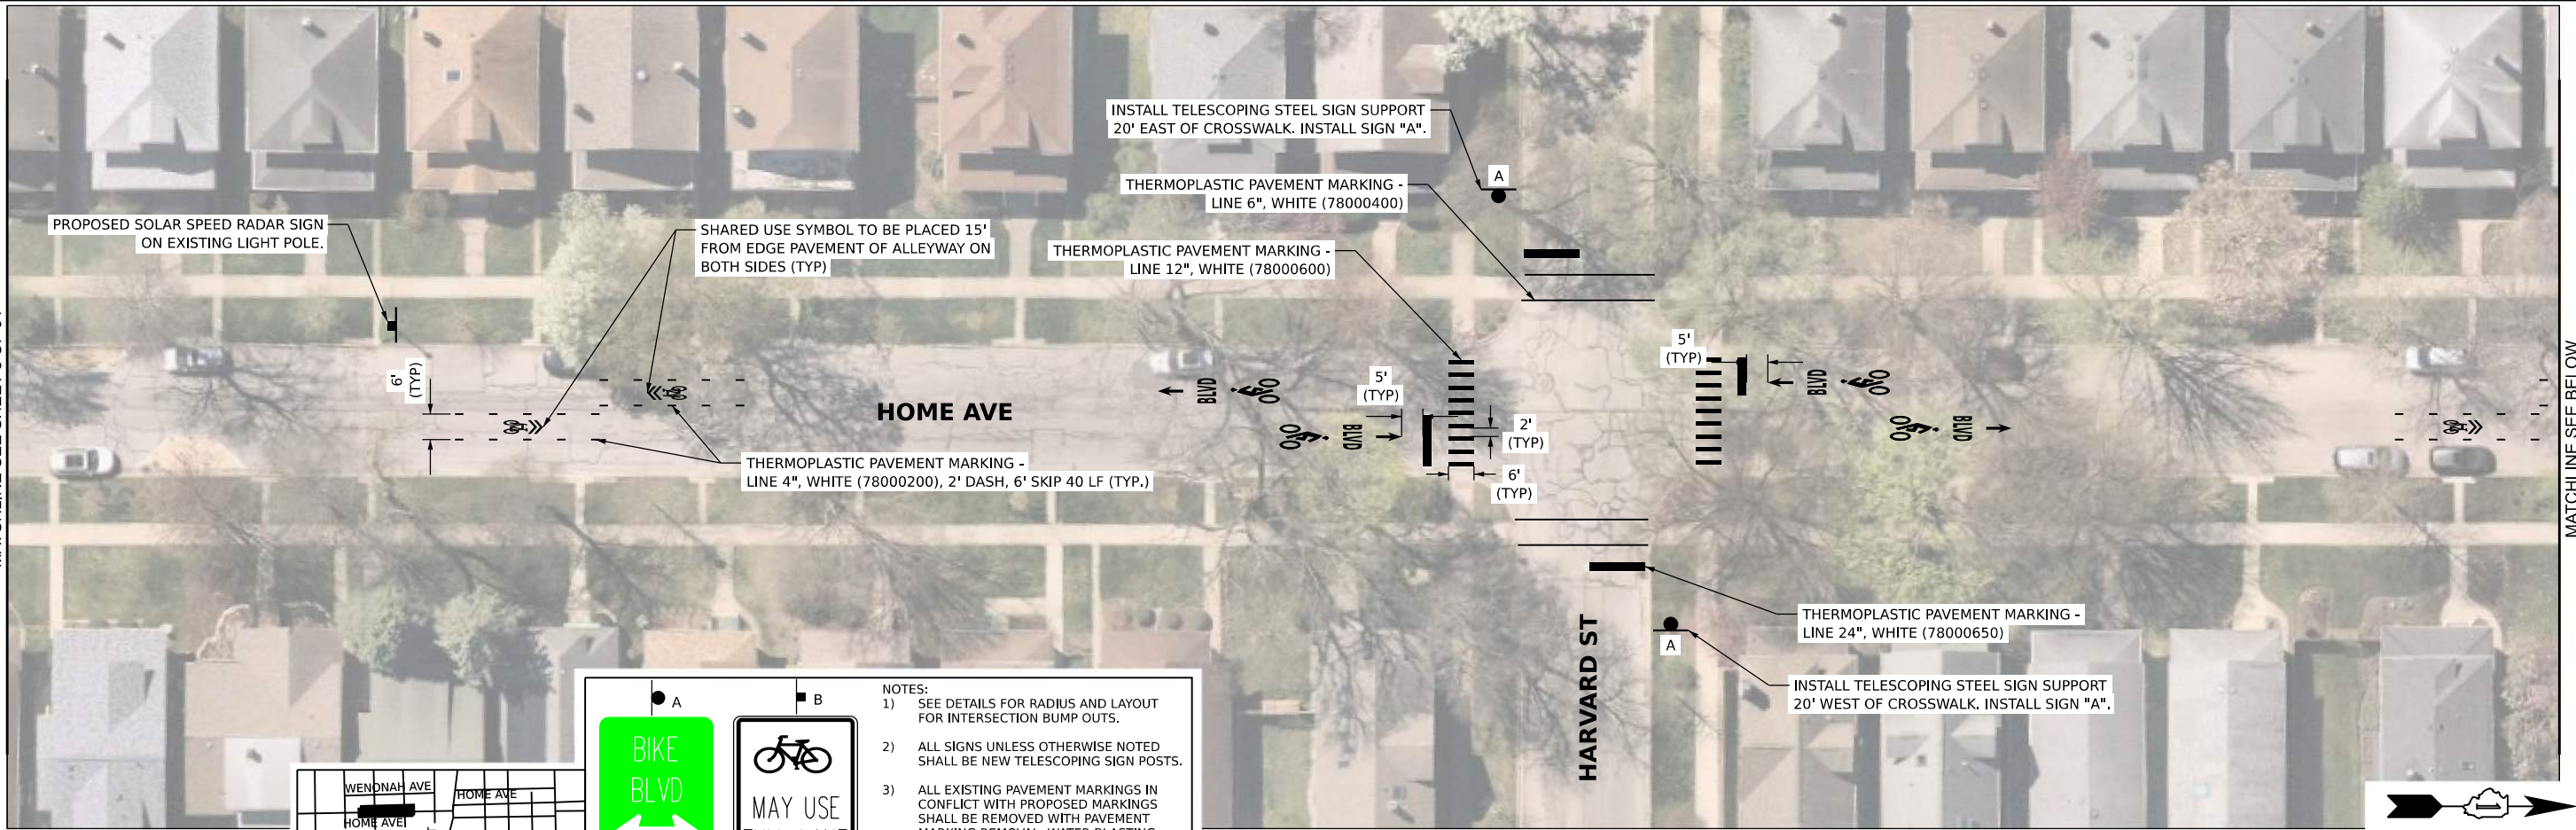 INSTALL TELESCOPING STEEL SIGN SUPPORT
20' EAST OF CROSSWALK. INSTALL SIGN "A".
A
THERMOPLASTIC PAVEMENT MARKING -
LINE 6", WHITE (78000400)
PROPOSED SOLAR SPEED RADAR SIGN
ON EXISTING LIGHT POLE.
SHARED USE SYMBOL TO BE PLACED 15'
FROM EDGE PAVEMENT OF ALLEYWAY ON
BOTH SIDES (TYP)
THERMOPLASTIC PAVEMENT MARKING -
LINE 12", WHITE (78000600)
6'
(TYP)
HOME AVE
BLVD
5'
(TYP)
BLVD
2'
(TYP)
6'
(TYP)
5'
(TYP)
BLVD
BLVD
THERMOPLASTIC PAVEMENT MARKING -
LINE 4", WHITE (78000200), 2' DASH, 6' SKIP 40 LF (TYP.)
MATCHLINE SEE BELOW
THERMOPLASTIC PAVEMENT MARKING -
LINE 24", WHITE (78000650)
A
INSTALL TELESCOPING STEEL SIGN SUPPORT
20' WEST OF CROSSWALK. INSTALL SIGN "A".
HARVARD ST
A
B
BIKE
BLVD
MAY USE
NOTES:
1) SEE DETAILS FOR RADIUS AND LAYOUT
FOR INTERSECTION BUMP OUTS.
2) ALL SIGNS UNLESS OTHERWISE NOTED
SHALL BE NEW TELESCOPING SIGN POSTS.
3) ALL EXISTING PAVEMENT MARKINGS IN
CONFLICT WITH PROPOSED MARKINGS
SHALL BE REMOVED WITH PAVEMENT
MARKING REMOVAL-WATER BLASTING
WENONAH AVE
HOME AVE
HOME AVE